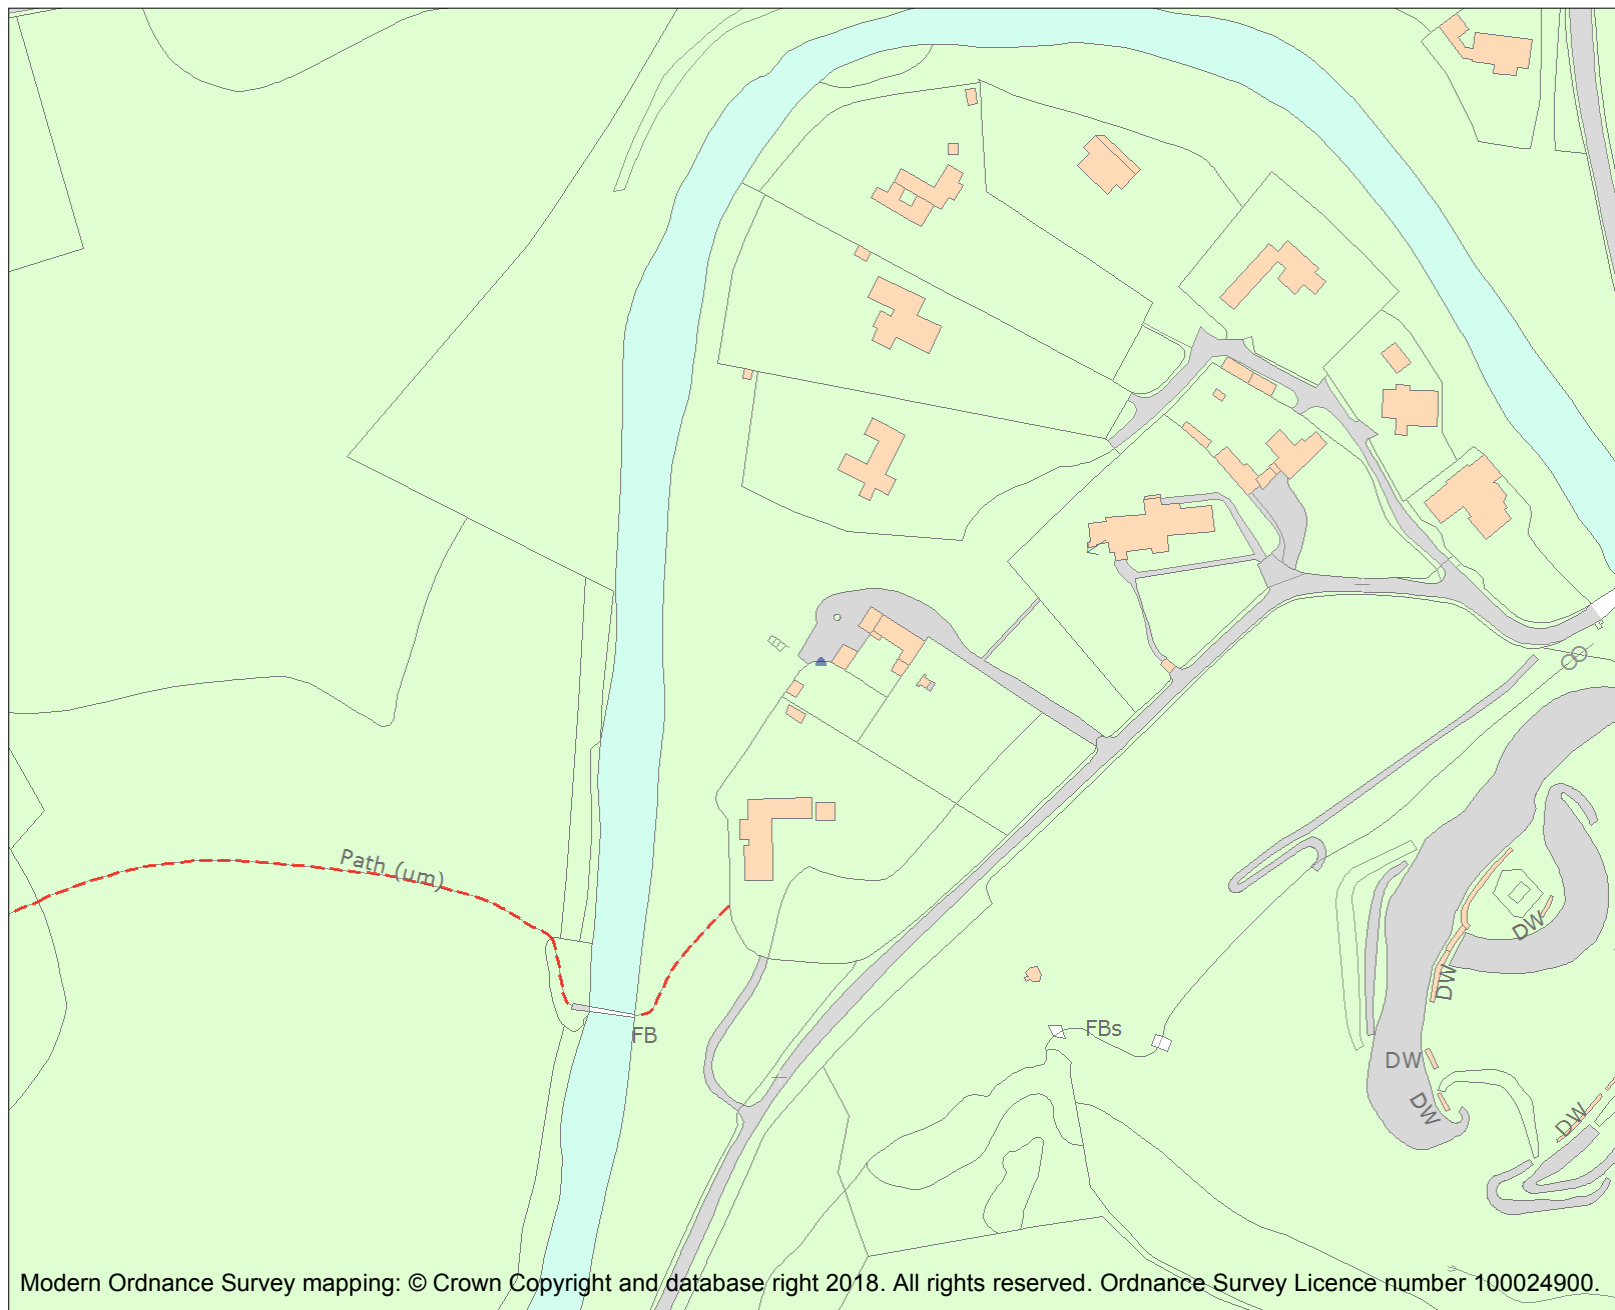 Path (um)
DW
DW
FBs
FB
DW
DW
DW
Modern Ordnance Survey mapping: © Crown Copyright and database right 2018. All rights reserved. Ordnance Survey Licence number 100024900.